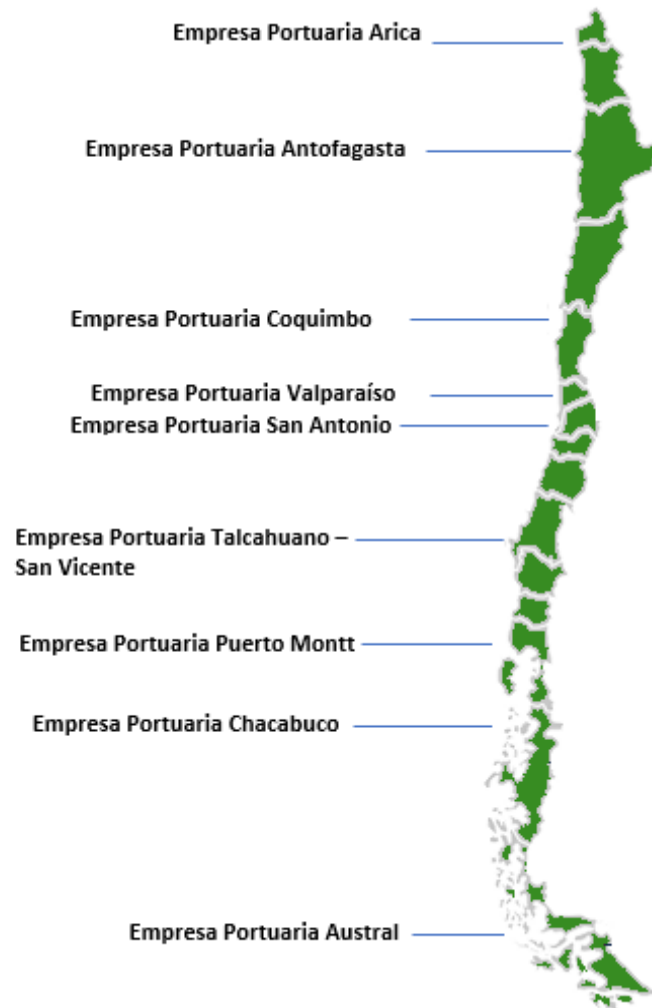 Empresa Portuaria Arica
Empresa Portuaria Antofagasta
Empresa Portuaria Coquimbo
Empresa Portuaria Valparaíso
Empresa Portuaria San Antonio
Empresa Portuaria Talcahuano –
San Vicente
Empresa Portuaria Puerto Montt
Empresa Portuaria Chacabuco
Empresa Portuaria Austral